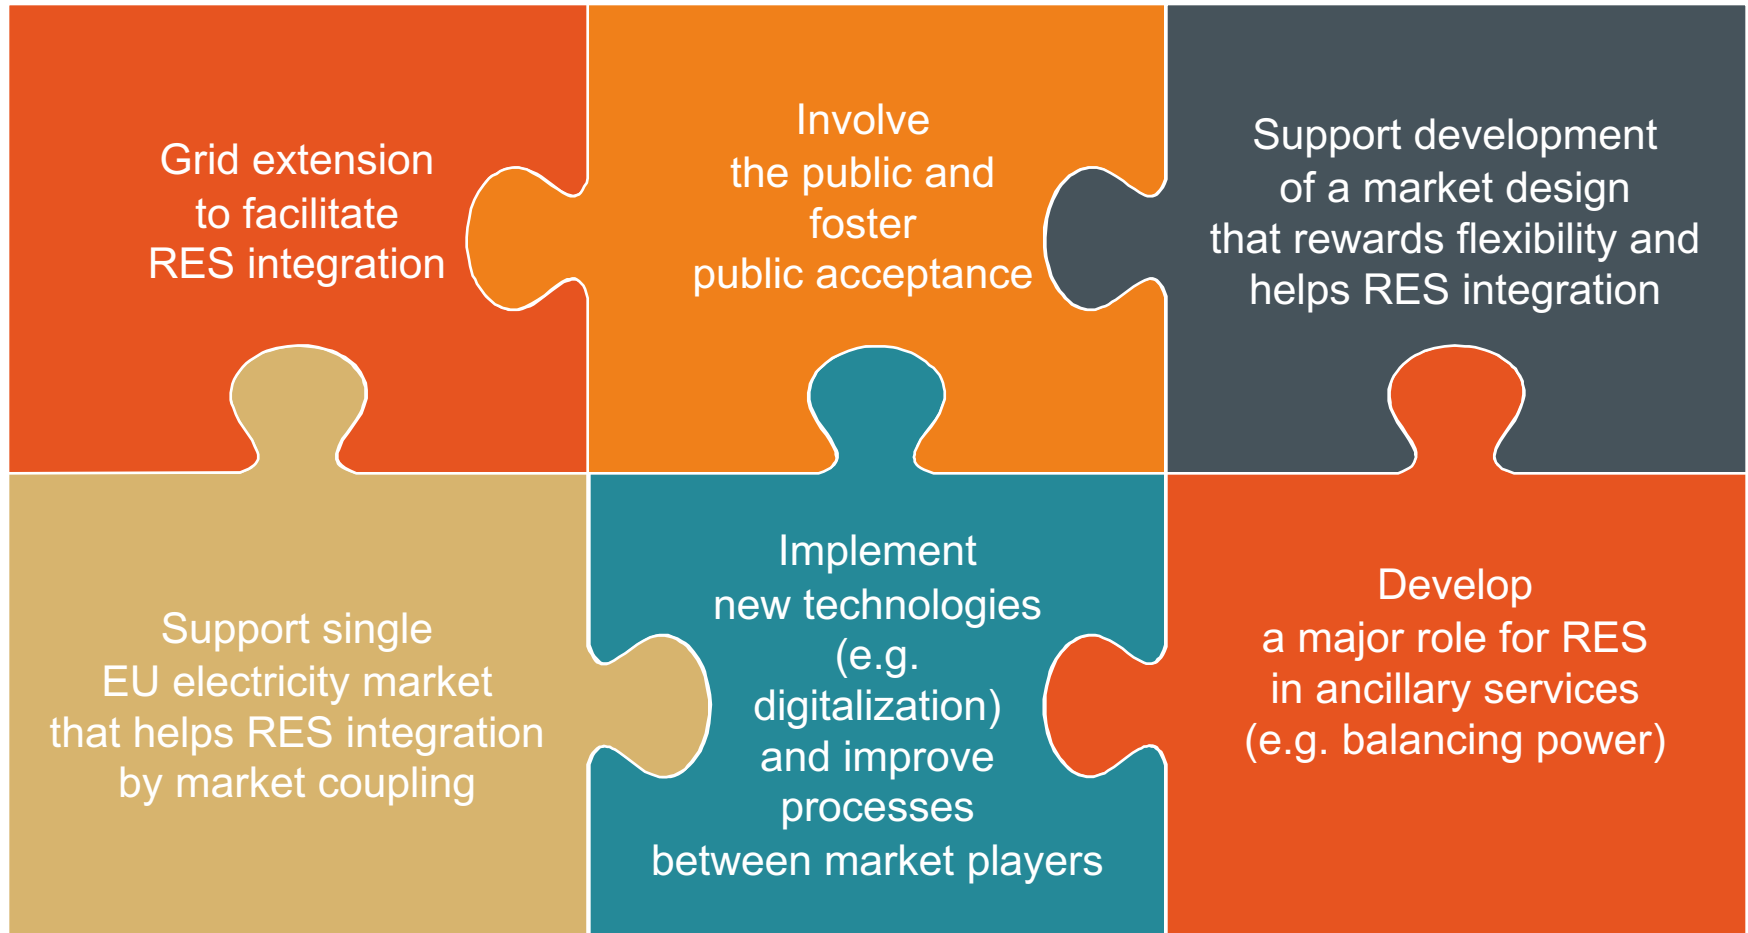 Grid extension
to facilitate
RES integration
Involve
the public and
foster
public acceptance
Support development
of a market design
that rewards flexibility and
helps RES integration
Support single
EU electricity market
that helps RES integration
by market coupling
Implement
new technologies
(e.g.
digitalization)
and improve
processes
between market players
Develop
a major role for RES
in ancillary services
(e.g. balancing power)